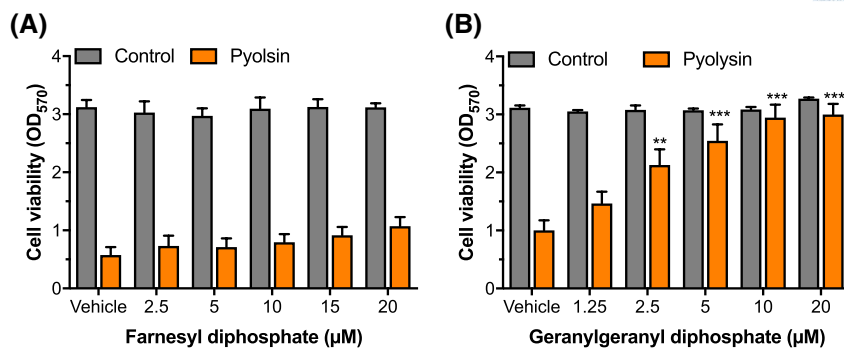 (A)
Control Pyolsin
Cell viability (OD570)
4
3
2
1
0
Vehicle 2.5 5 10 15 20
Farnesyl diphosphate (µM)
(B)
Control Pyolysin
Cell viability (OD570)
4
3
2
1
0
** *** *** ***
Vehicle 1.25 2.5 5 10 20
Geranylgeranyl diphosphate (µM)